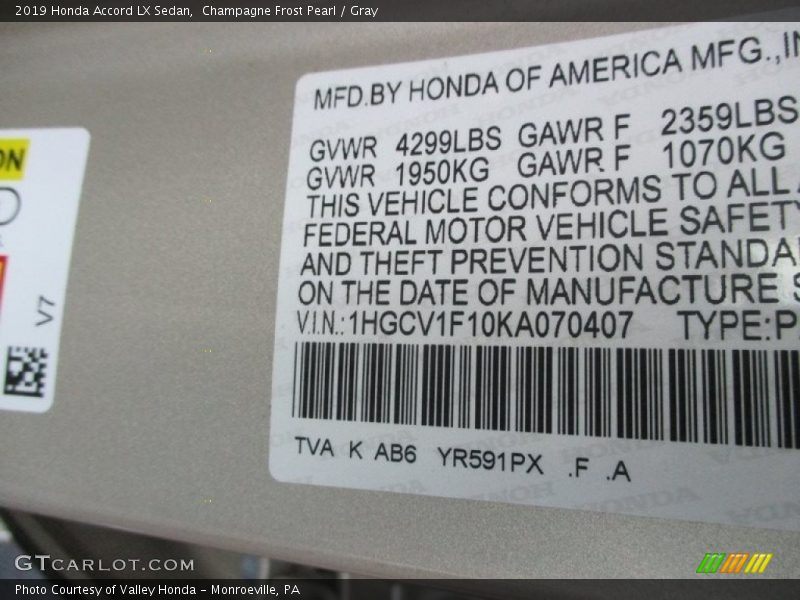 2019 Honda Accord LX Sedan,  Champagne Frost Pearl / Gray
MFD.BY HONDA OF AMERICA MFG.,IN
GVWR 4299LBS GAWR F 2359LBS
GVWR 1950KG GAWR F 1070KG
THIS VEHICLE CONFORMS TO ALL
FEDERAL MOTOR VEHICLE SAFETY
AND THEFT PREVENTION STANDA
ON THE DATE OF MANUFACTURE S
V.I.N.:1HGCV1F10KA070407 TYPE:P
TVA K AB6 YR591PX .F .A
ON
V7
GTCARLOT.COM
Photo Courtesy of Valley Honda - Monroeville, PA